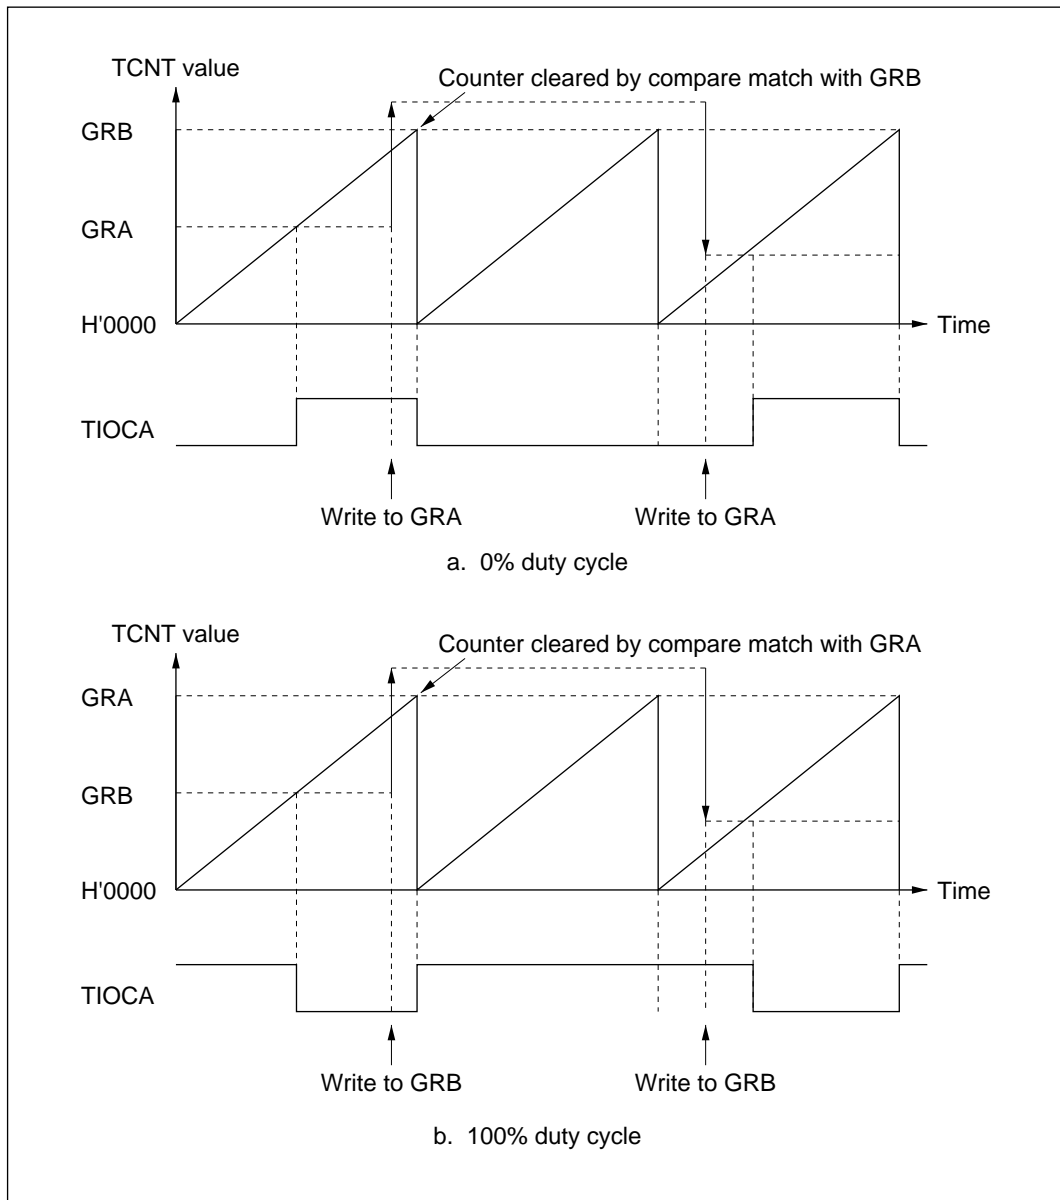 TCNT value
Counter cleared by compare match with GRB
GRB
GRA
H'0000
Time
TIOCA
Write to GRA
Write to GRA
a. 0% duty cycle
TCNT value
Counter cleared by compare match with GRA
GRA
GRB
H'0000
Time
TIOCA
Write to GRB
Write to GRB
b. 100% duty cycle